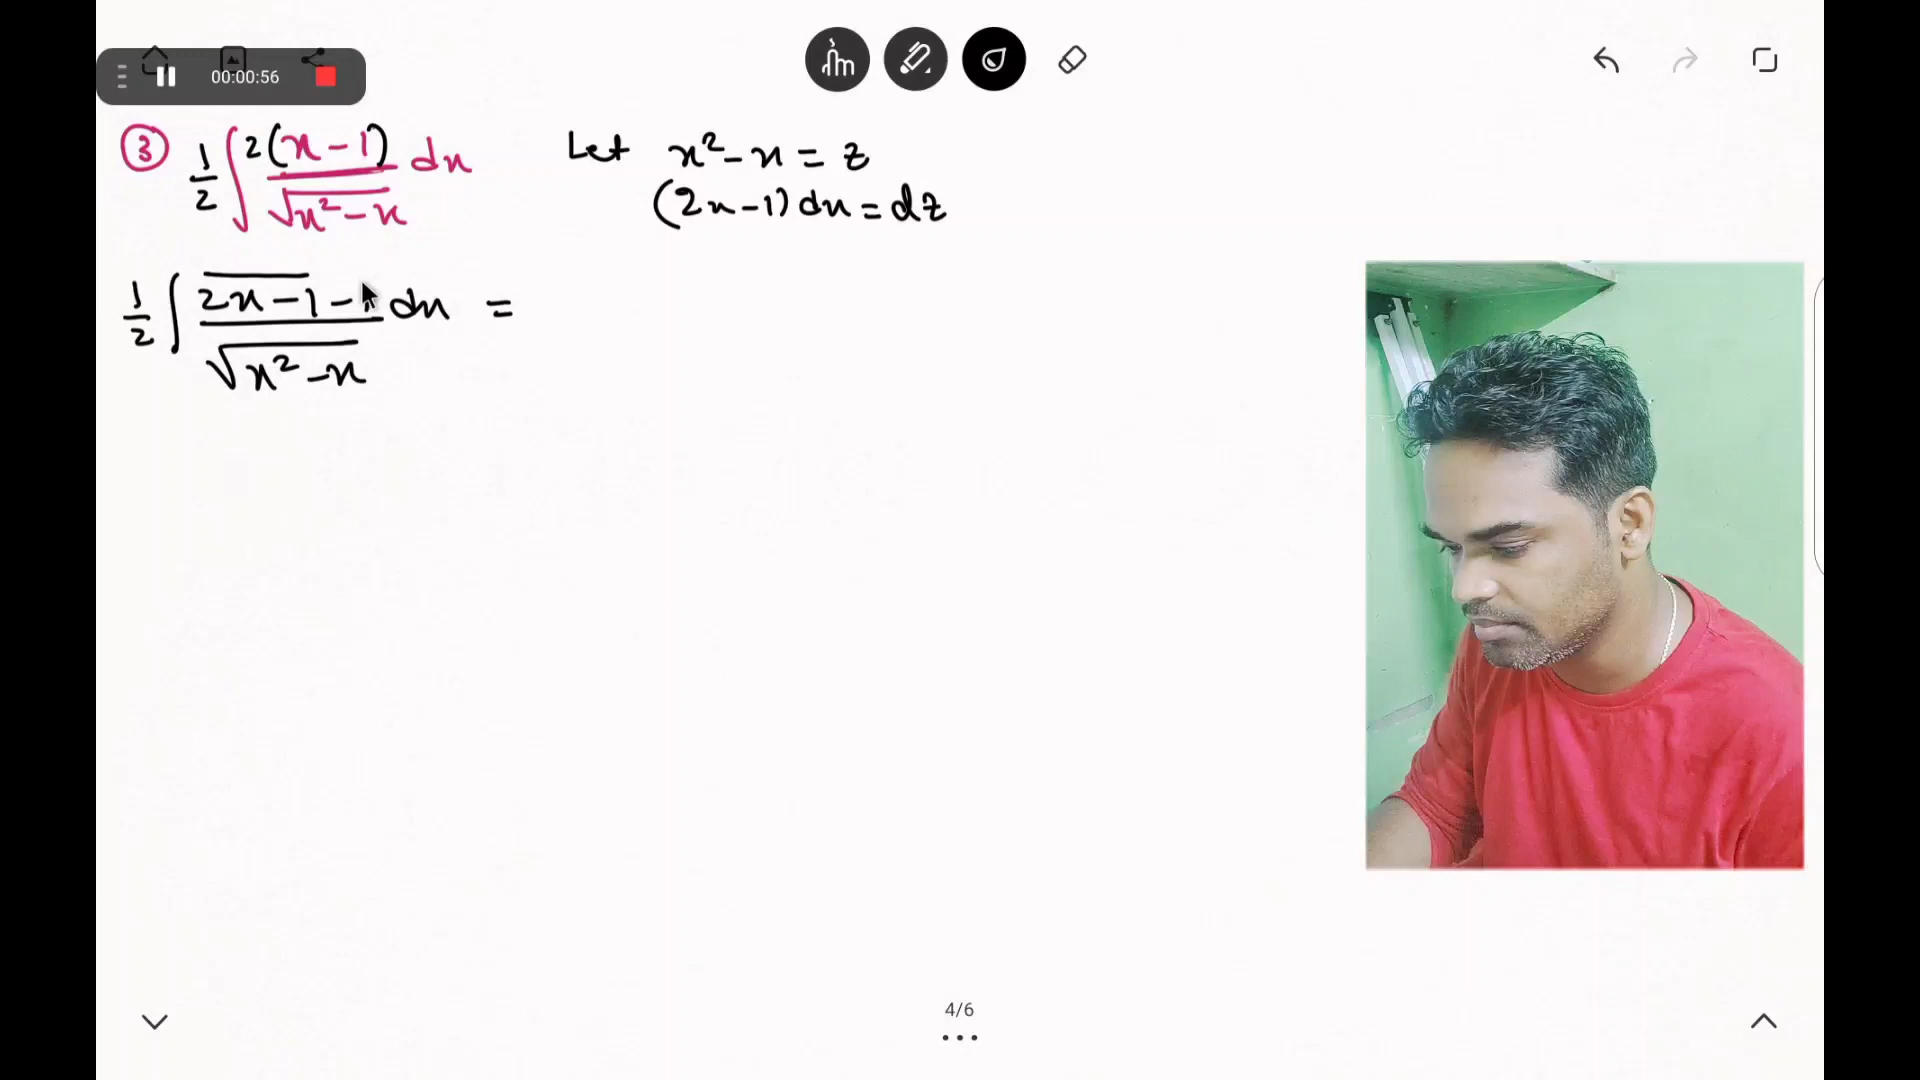 00:00:56
③ 1/2 ∫ 2(x-1)/√(x²-x) dx
Let x²-x = z
(2x-1)dx = dz
1/2 ∫ (2x-1-1)/√(x²-x) dx =
4/6